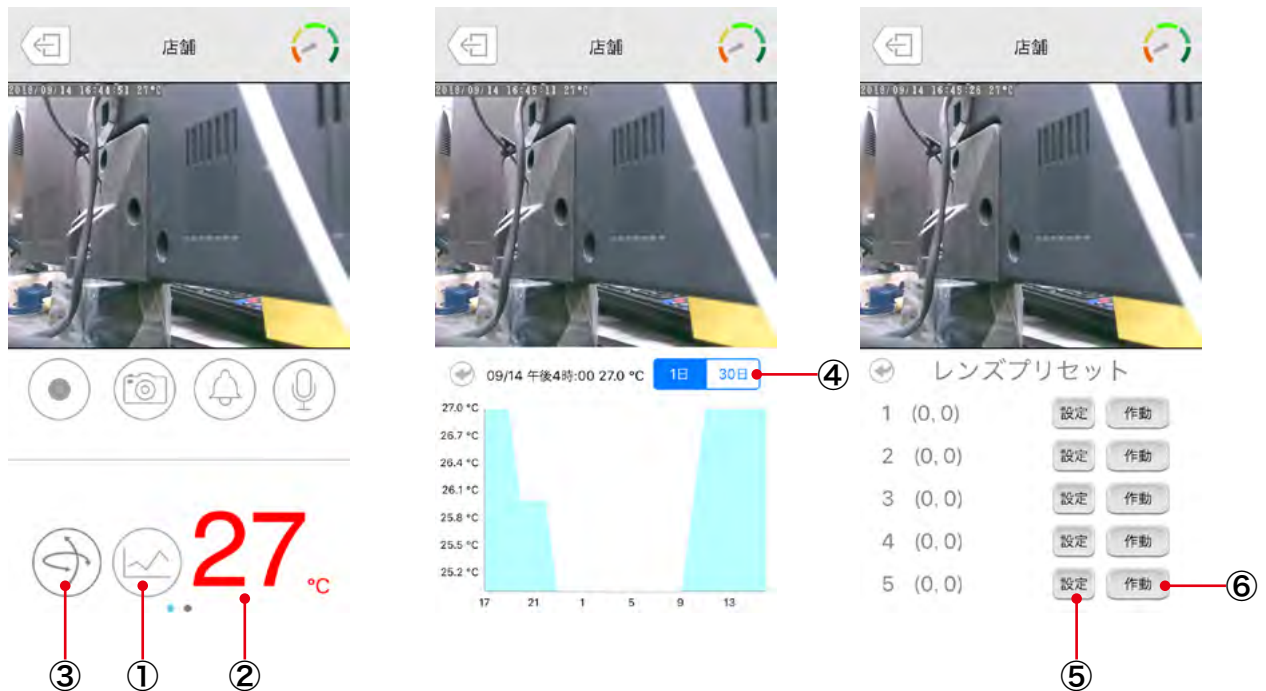 店舗
2018/09/14 16:44:51 27°C
27
°C
③
①
②
店舗
2018/09/14 16:45:11 27°C
09/14 午後4時:00 27.0 °C
1日
30日
④
27.0 °C
26.7 °C
26.4 °C
26.1 °C
25.8 °C
25.5 °C
25.2 °C
17 21 1 5 9 13
店舗
2018/09/14 16:45:26 27°C
レンズプリセット
1 (0, 0) 設定 作動
2 (0, 0) 設定 作動
3 (0, 0) 設定 作動
4 (0, 0) 設定 作動
5 (0, 0) 設定 作動
⑥
⑤